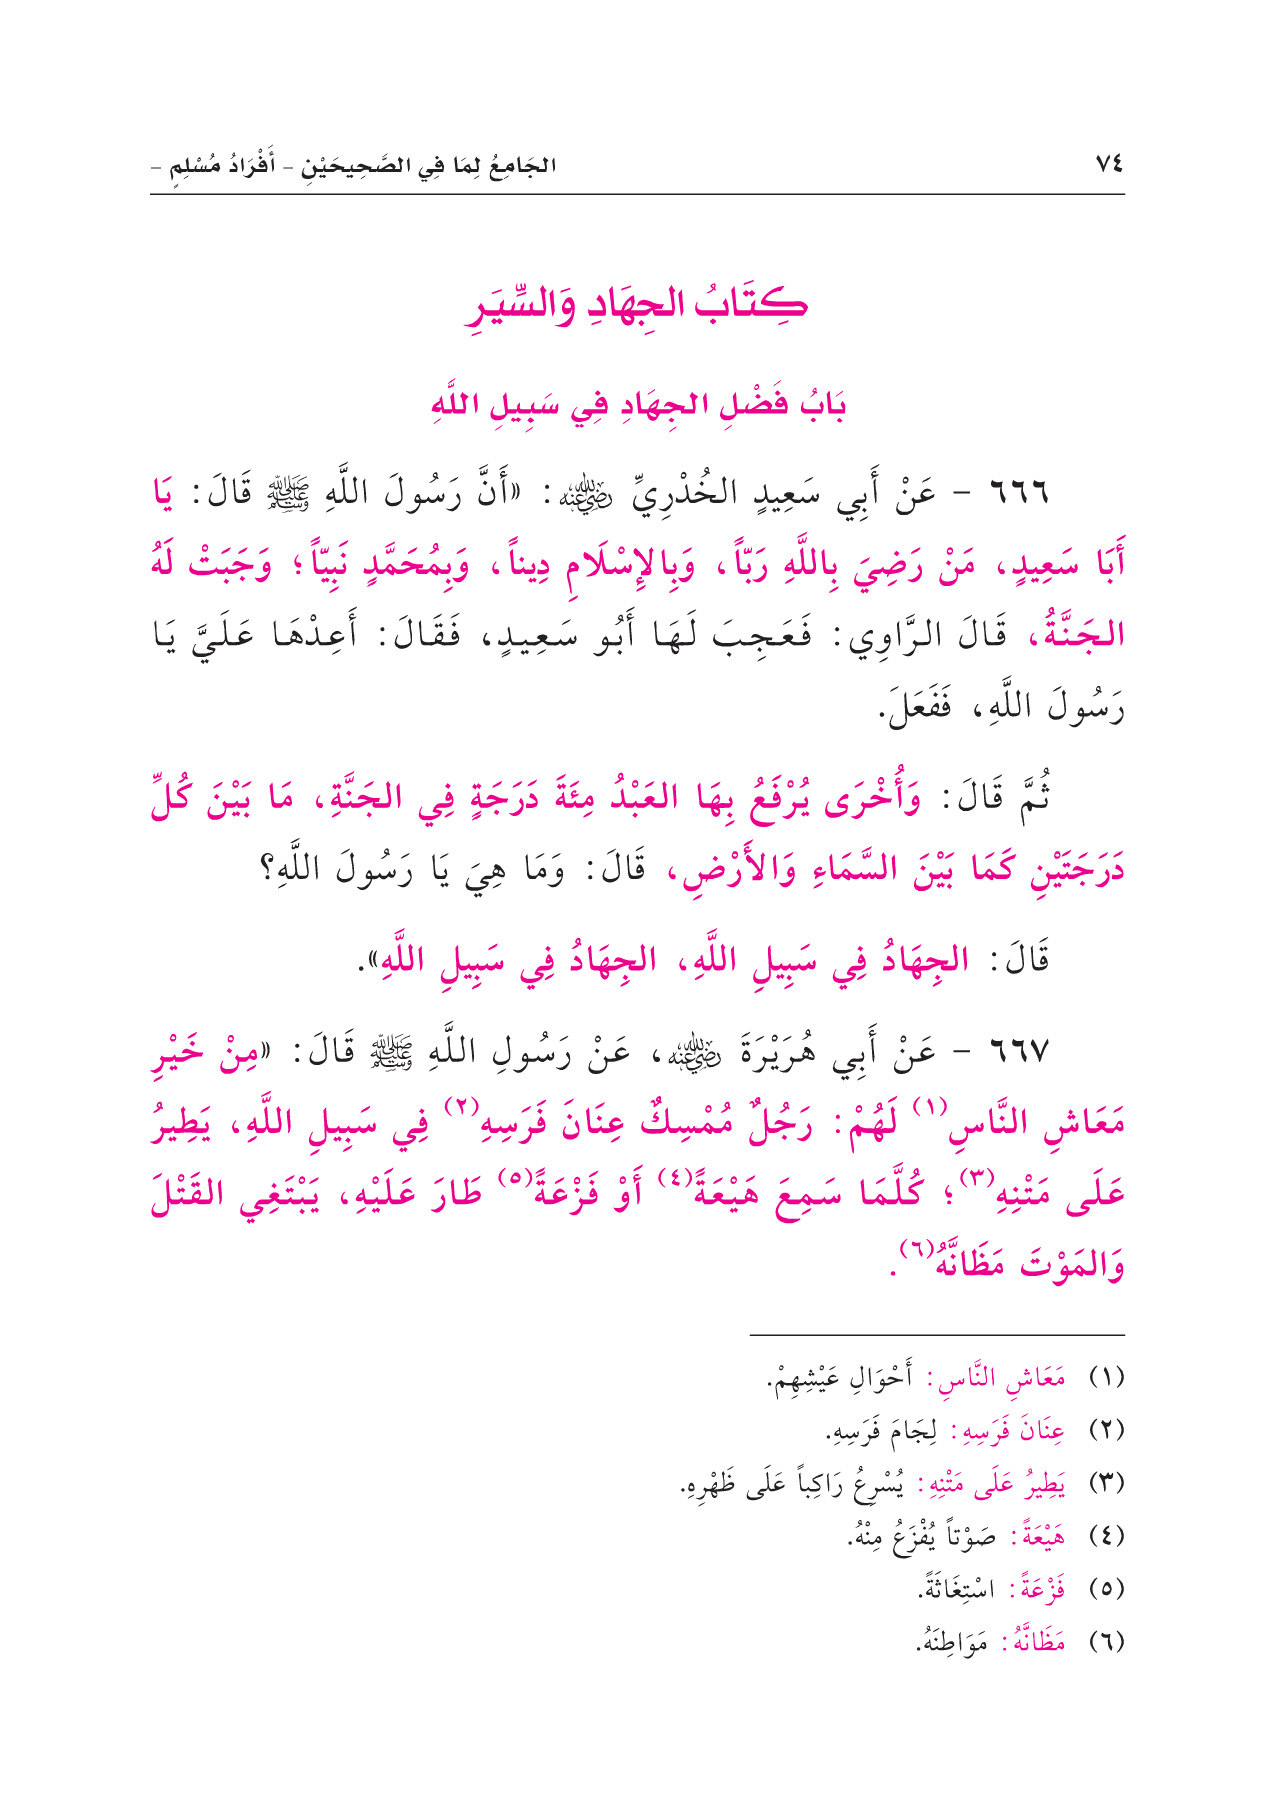 ٧٤
الجَامِعُ لِمَا فِي الصَّحِيحَيْنِ – أَفْرَادُ مُسْلِمٍ –
كِتَابُ الجِهَادِ وَالسِّيَرِ
بَابُ فَضْلِ الجِهَادِ فِي سَبِيلِ اللَّهِ
٦٦٦ – عَنْ أَبِي سَعِيدٍ الخُدْرِيِّ رضي الله عنه: «أَنَّ رَسُولَ اللَّهِ ﷺ قَالَ: يَا
أَبَا سَعِيدٍ، مَنْ رَضِيَ بِاللَّهِ رَبّاً، وَبِالإِسْلَامِ دِيناً، وَبِمُحَمَّدٍ نَبِيّاً؛ وَجَبَتْ لَهُ
الجَنَّةُ، قَالَ الرَّاوِي: فَعَجِبَ لَهَا أَبُو سَعِيدٍ، فَقَالَ: أَعِدْهَا عَلَيَّ يَا
رَسُولَ اللَّهِ، فَفَعَلَ.
ثُمَّ قَالَ: وَأُخْرَى يُرْفَعُ بِهَا العَبْدُ مِئَةَ دَرَجَةٍ فِي الجَنَّةِ، مَا بَيْنَ كُلِّ
دَرَجَتَيْنِ كَمَا بَيْنَ السَّمَاءِ وَالأَرْضِ، قَالَ: وَمَا هِيَ يَا رَسُولَ اللَّهِ؟
قَالَ: الجِهَادُ فِي سَبِيلِ اللَّهِ، الجِهَادُ فِي سَبِيلِ اللَّهِ».
٦٦٧ – عَنْ أَبِي هُرَيْرَةَ رضي الله عنه، عَنْ رَسُولِ اللَّهِ ﷺ قَالَ: «مِنْ خَيْرِ
مَعَاشِ النَّاسِ(١) لَهُمْ: رَجُلٌ مُمْسِكٌ عِنَانَ فَرَسِهِ(٢) فِي سَبِيلِ اللَّهِ، يَطِيرُ
عَلَى مَتْنِهِ(٣)؛ كُلَّمَا سَمِعَ هَيْعَةً(٤) أَوْ فَزْعَةً(٥) طَارَ عَلَيْهِ، يَبْتَغِي القَتْلَ
وَالمَوْتَ مَظَانَّهُ(٦).
(١) مَعَاشِ النَّاسِ: أَحْوَالِ عَيْشِهِمْ.
(٢) عِنَانَ فَرَسِهِ: لِجَامَ فَرَسِهِ.
(٣) يَطِيرُ عَلَى مَتْنِهِ: يُسْرِعُ رَاكِباً عَلَى ظَهْرِهِ.
(٤) هَيْعَةً: صَوْتاً يُفْزَعُ مِنْهُ.
(٥) فَزْعَةً: اسْتِغَاثَةً.
(٦) مَظَانَّهُ: مَوَاطِنَهُ.